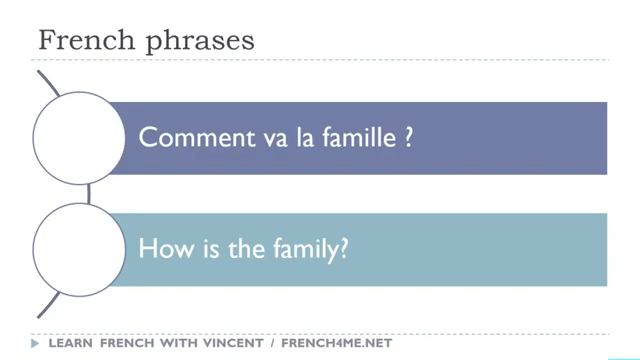 French phrases
Comment va la famille ?
How is the family?
LEARN FRENCH WITH VINCENT / FRENCH4ME.NET